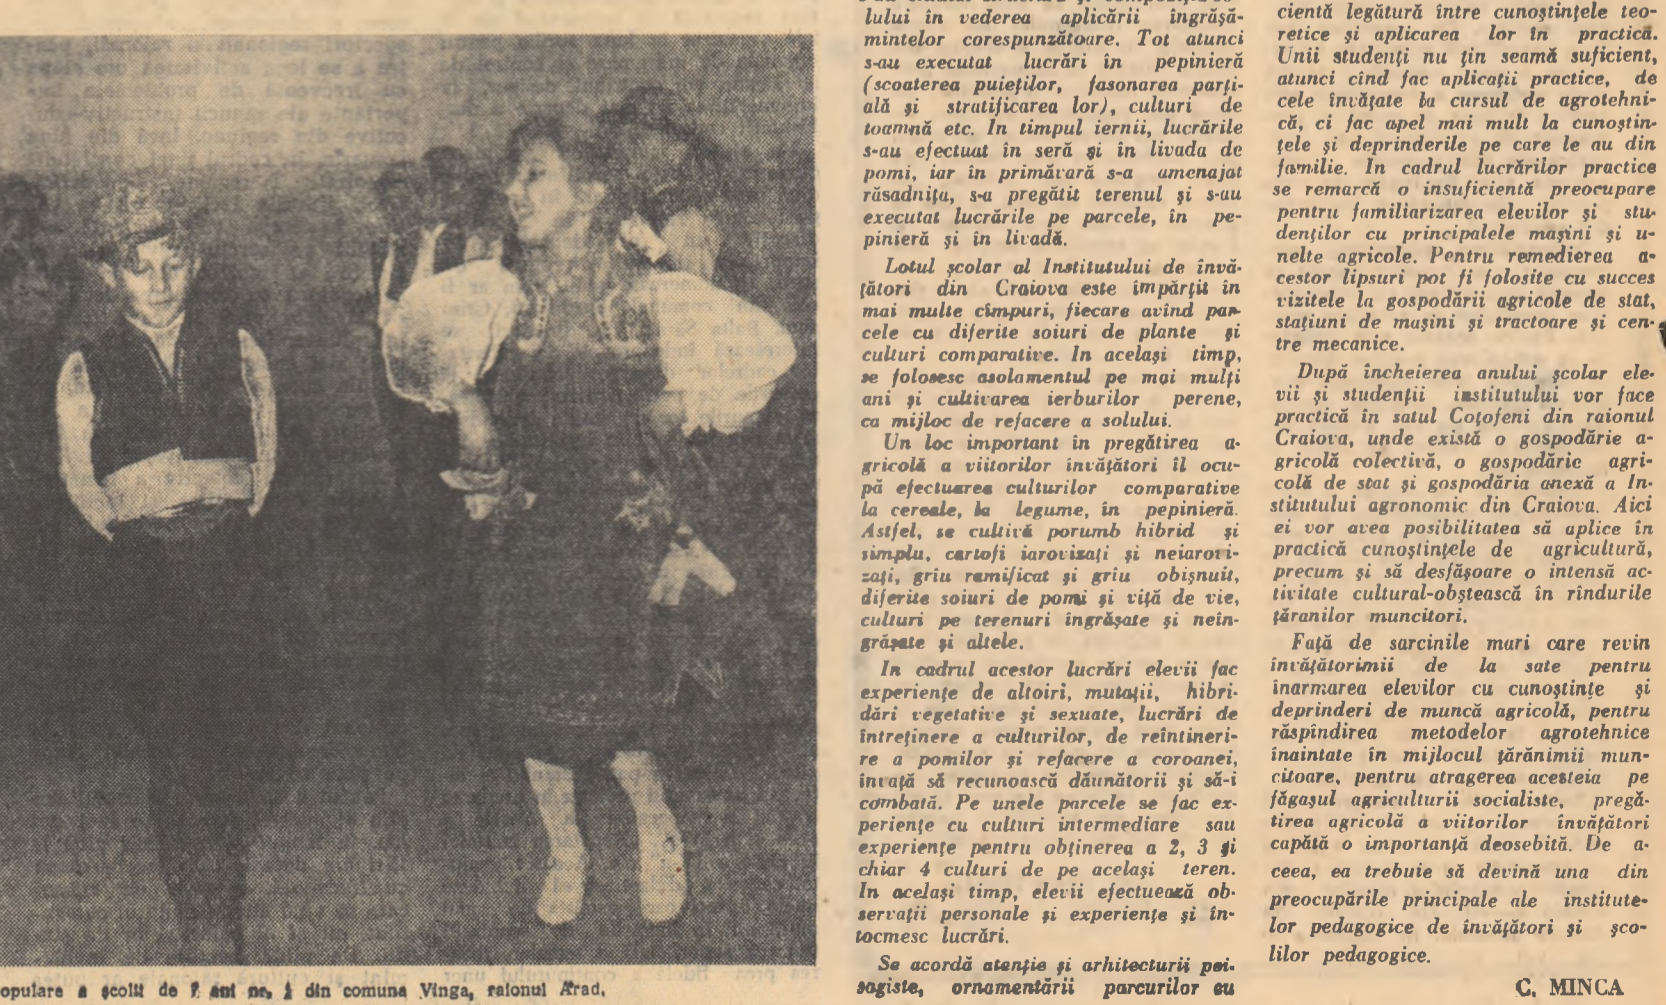 opulare a școlii de 7 ani nr. 1 din comuna Vinga, raionul Arad.
lului în vederea aplicării îngrășă-
mintelor corespunzătoare. Tot atunci
s-au executat lucrări în pepinieră
(scoaterea puieților, fasonarea parți-
ală și stratificarea lor), culturi de
toamnă etc. In timpul iernii, lucrările
s-au efectuat în seră și în livada de
pomi, iar în primăvară s-a amenajat
răsadnița, s-a pregătit terenul și s-au
executat lucrările pe parcele, în pe-
pinieră și în livadă.
Lotul școlar al Institutului de învă-
țători din Craiova este împărțit în
mai multe cîmpuri, fiecare avînd par-
cele cu diferite soiuri de plante și
culturi comparative. In același timp,
se folosesc asolamentul pe mai mulți
ani și cultivarea ierburilor perene,
ca mijloc de refacere a solului.
Un loc important în pregătirea a-
gricolă a viitorilor învățători îl ocu-
pă efectuarea culturilor comparative
la cereale, la legume, în pepinieră.
Astfel, se cultivă porumb hibrid și
simplu, cartofi iarovizați și neiarovi-
zați, grîu ramificat și grîu obișnuit,
diferite soiuri de pomi și viță de vie,
culturi pe terenuri îngrășate și neîn-
grășate și altele.
In cadrul acestor lucrări elevii fac
experiențe de altoiri, mutații, hibri-
dări vegetative și sexuate, lucrări de
întreținere a culturilor, de reîntineri-
re a pomilor și refacere a coroanei,
învață să recunoască dăunătorii și să-i
combată. Pe unele parcele se fac ex-
periențe cu culturi intermediare sau
experiențe pentru obținerea a 2, 3 și
chiar 4 culturi de pe același teren.
In același timp, elevii efectuează ob-
servații personale și experiențe și în-
tocmesc lucrări.
Se acordă atenție și arhitecturii pei-
sagiste, ornamentării parcurilor cu
cientă legătură între cunoștințele teo-
retice și aplicarea lor în practică.
Unii studenți nu țin seamă suficient,
atunci cînd fac aplicații practice, de
cele învățate la cursul de agrotehni-
că, ci fac apel mai mult la cunoștin-
țele și deprinderile pe care le au din
familie. In cadrul lucrărilor practice
se remarcă o insuficientă preocupare
pentru familiarizarea elevilor și stu-
denților cu principalele mașini și u-
nelte agricole. Pentru remedierea a-
cestor lipsuri pot fi folosite cu succes
vizitele la gospodării agricole de stat,
stațiuni de mașini și tractoare și cen-
tre mecanice.
După încheierea anului școlar ele-
vii și studenții institutului vor face
practică în satul Coțofeni din raionul
Craiova, unde există o gospodărie a-
gricolă colectivă, o gospodărie agri-
colă de stat și gospodăria anexă a In-
stitutului agronomic din Craiova. Aici
ei vor avea posibilitatea să aplice în
practică cunoștințele de agricultură,
precum și să desfășoare o intensă ac-
tivitate cultural-obștească în rîndurile
țăranilor muncitori.
Față de sarcinile mari care revin
învățătorimii de la sate pentru
înarmarea elevilor cu cunoștințe și
deprinderi de muncă agricolă, pentru
răspîndirea metodelor agrotehnice
înaintate în mijlocul țărănimii mun-
citoare, pentru atragerea acesteia pe
făgașul agriculturii socialiste, pregă-
tirea agricolă a viitorilor învățători
capătă o importanță deosebită. De a-
ceea, ea trebuie să devină una din
preocupările principale ale institute-
lor pedagogice de învățători și șco-
lilor pedagogice.
C. MINCA